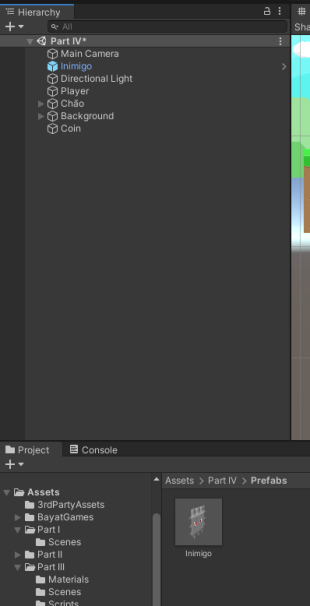 Hierarchy
All
Sha
Part IV*
Main Camera
Inimigo
Directional Light
Player
Chão
Background
Coin
Project Console
Assets > Part IV > Prefabs
Assets
3rdPartyAssets
BayatGames
Part I
Scenes
Part II
Part III
Materials
Scenes
Scripts
Inimigo